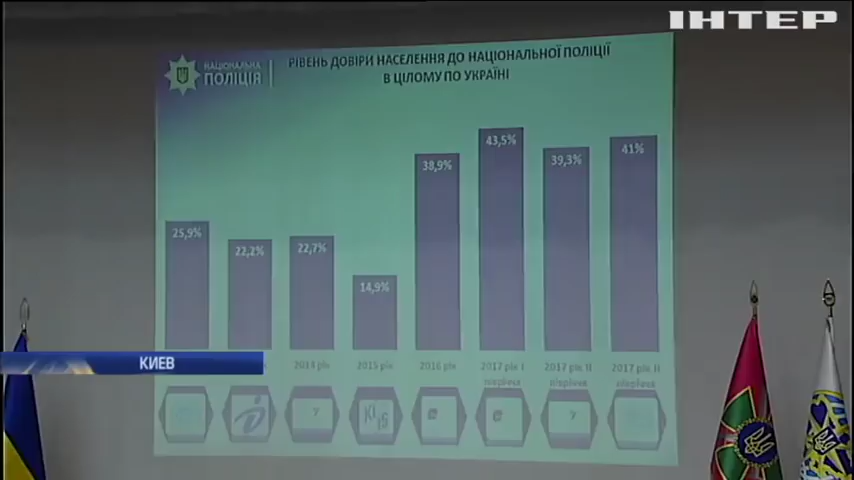 ІНТЕР
НАЦІОНАЛЬНА
ПОЛІЦІЯ
РІВЕНЬ ДОВІРИ НАСЕЛЕННЯ ДО НАЦІОНАЛЬНОЇ ПОЛІЦІЇ
В ЦІЛОМУ ПО УКРАЇНІ
25,9%
22,2%
22,7%
14,9%
38,9%
43,5%
39,3%
41%
КИЕВ
2014 рік
2015 рік
2016 рік
2017 рік І
півріччя
2017 рік ІІ
півріччя
2017 рік ІІ
півріччя